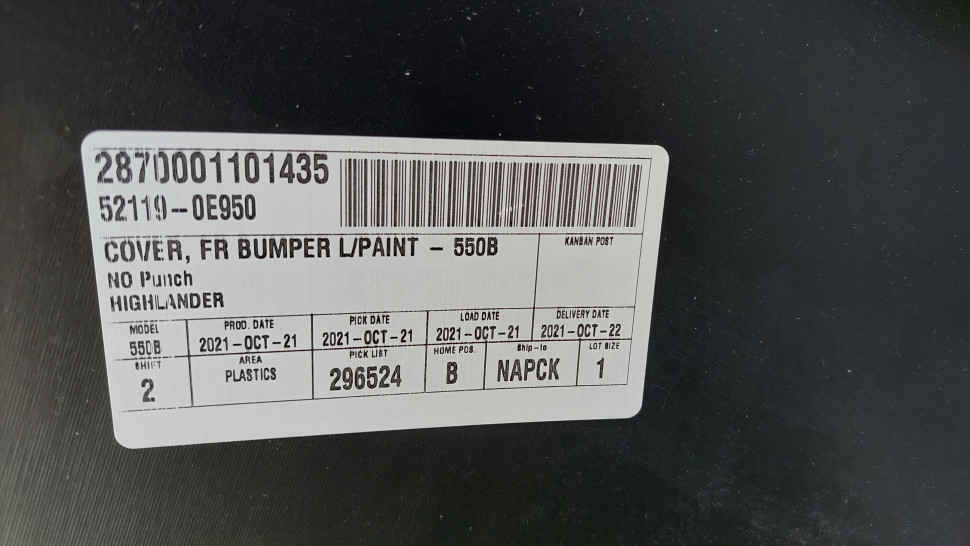 2870001101435
52119-0E950
COVER, FR BUMPER L/PAINT - 550B
KANBAN POST
NO Punch
HIGHLANDER
MODEL PROD. DATE PICK DATE LOAD DATE DELIVERY DATE
550B 2021-OCT-21 2021-OCT-21 2021-OCT-21 2021-OCT-22
SHIFT AREA PICK LIST HOME POS. Ship-to LOT SIZE
2 PLASTICS 296524 B NAPCK 1